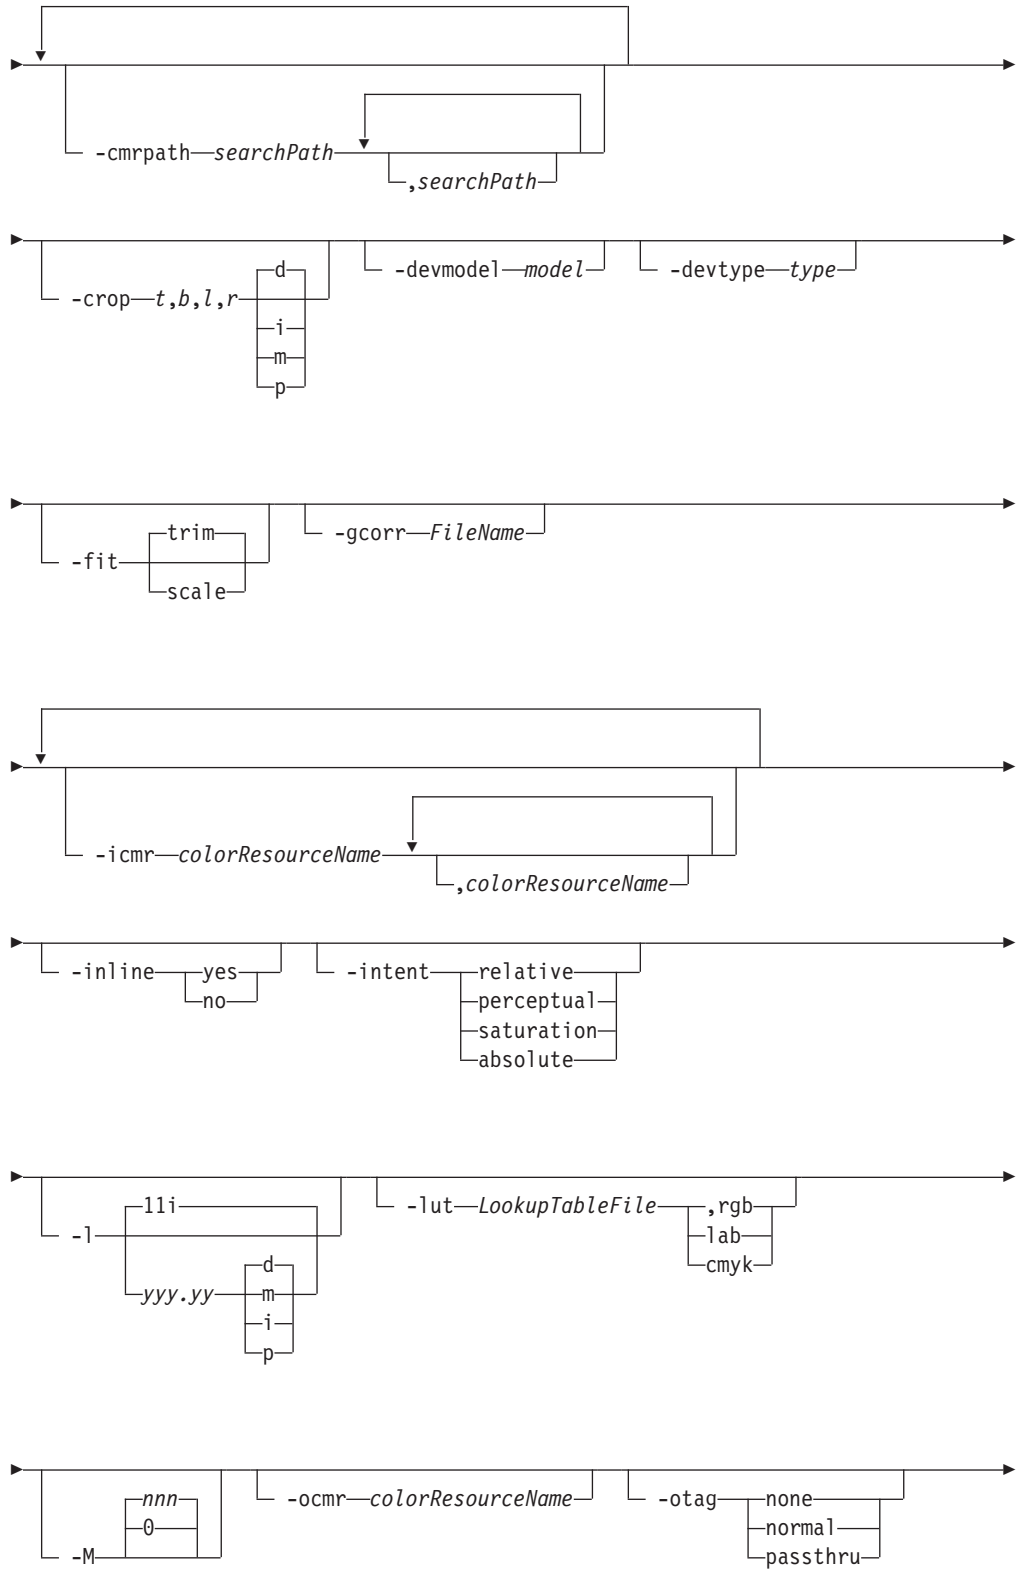 -cmrpath searchPath
,searchPath
d
-crop t,b,l,r
i
m
p
-devmodel model
-devtype type
trim
-fit
scale
-gcorr FileName
-icmr colorResourceName
,colorResourceName
-inline yes
no
-intent relative
perceptual
saturation
absolute
11i
-l
d
yyy.yy m
i
p
-lut LookupTableFile ,rgb
lab
cmyk
nnn
0
-M
-ocmr colorResourceName
-otag none
normal
passthru